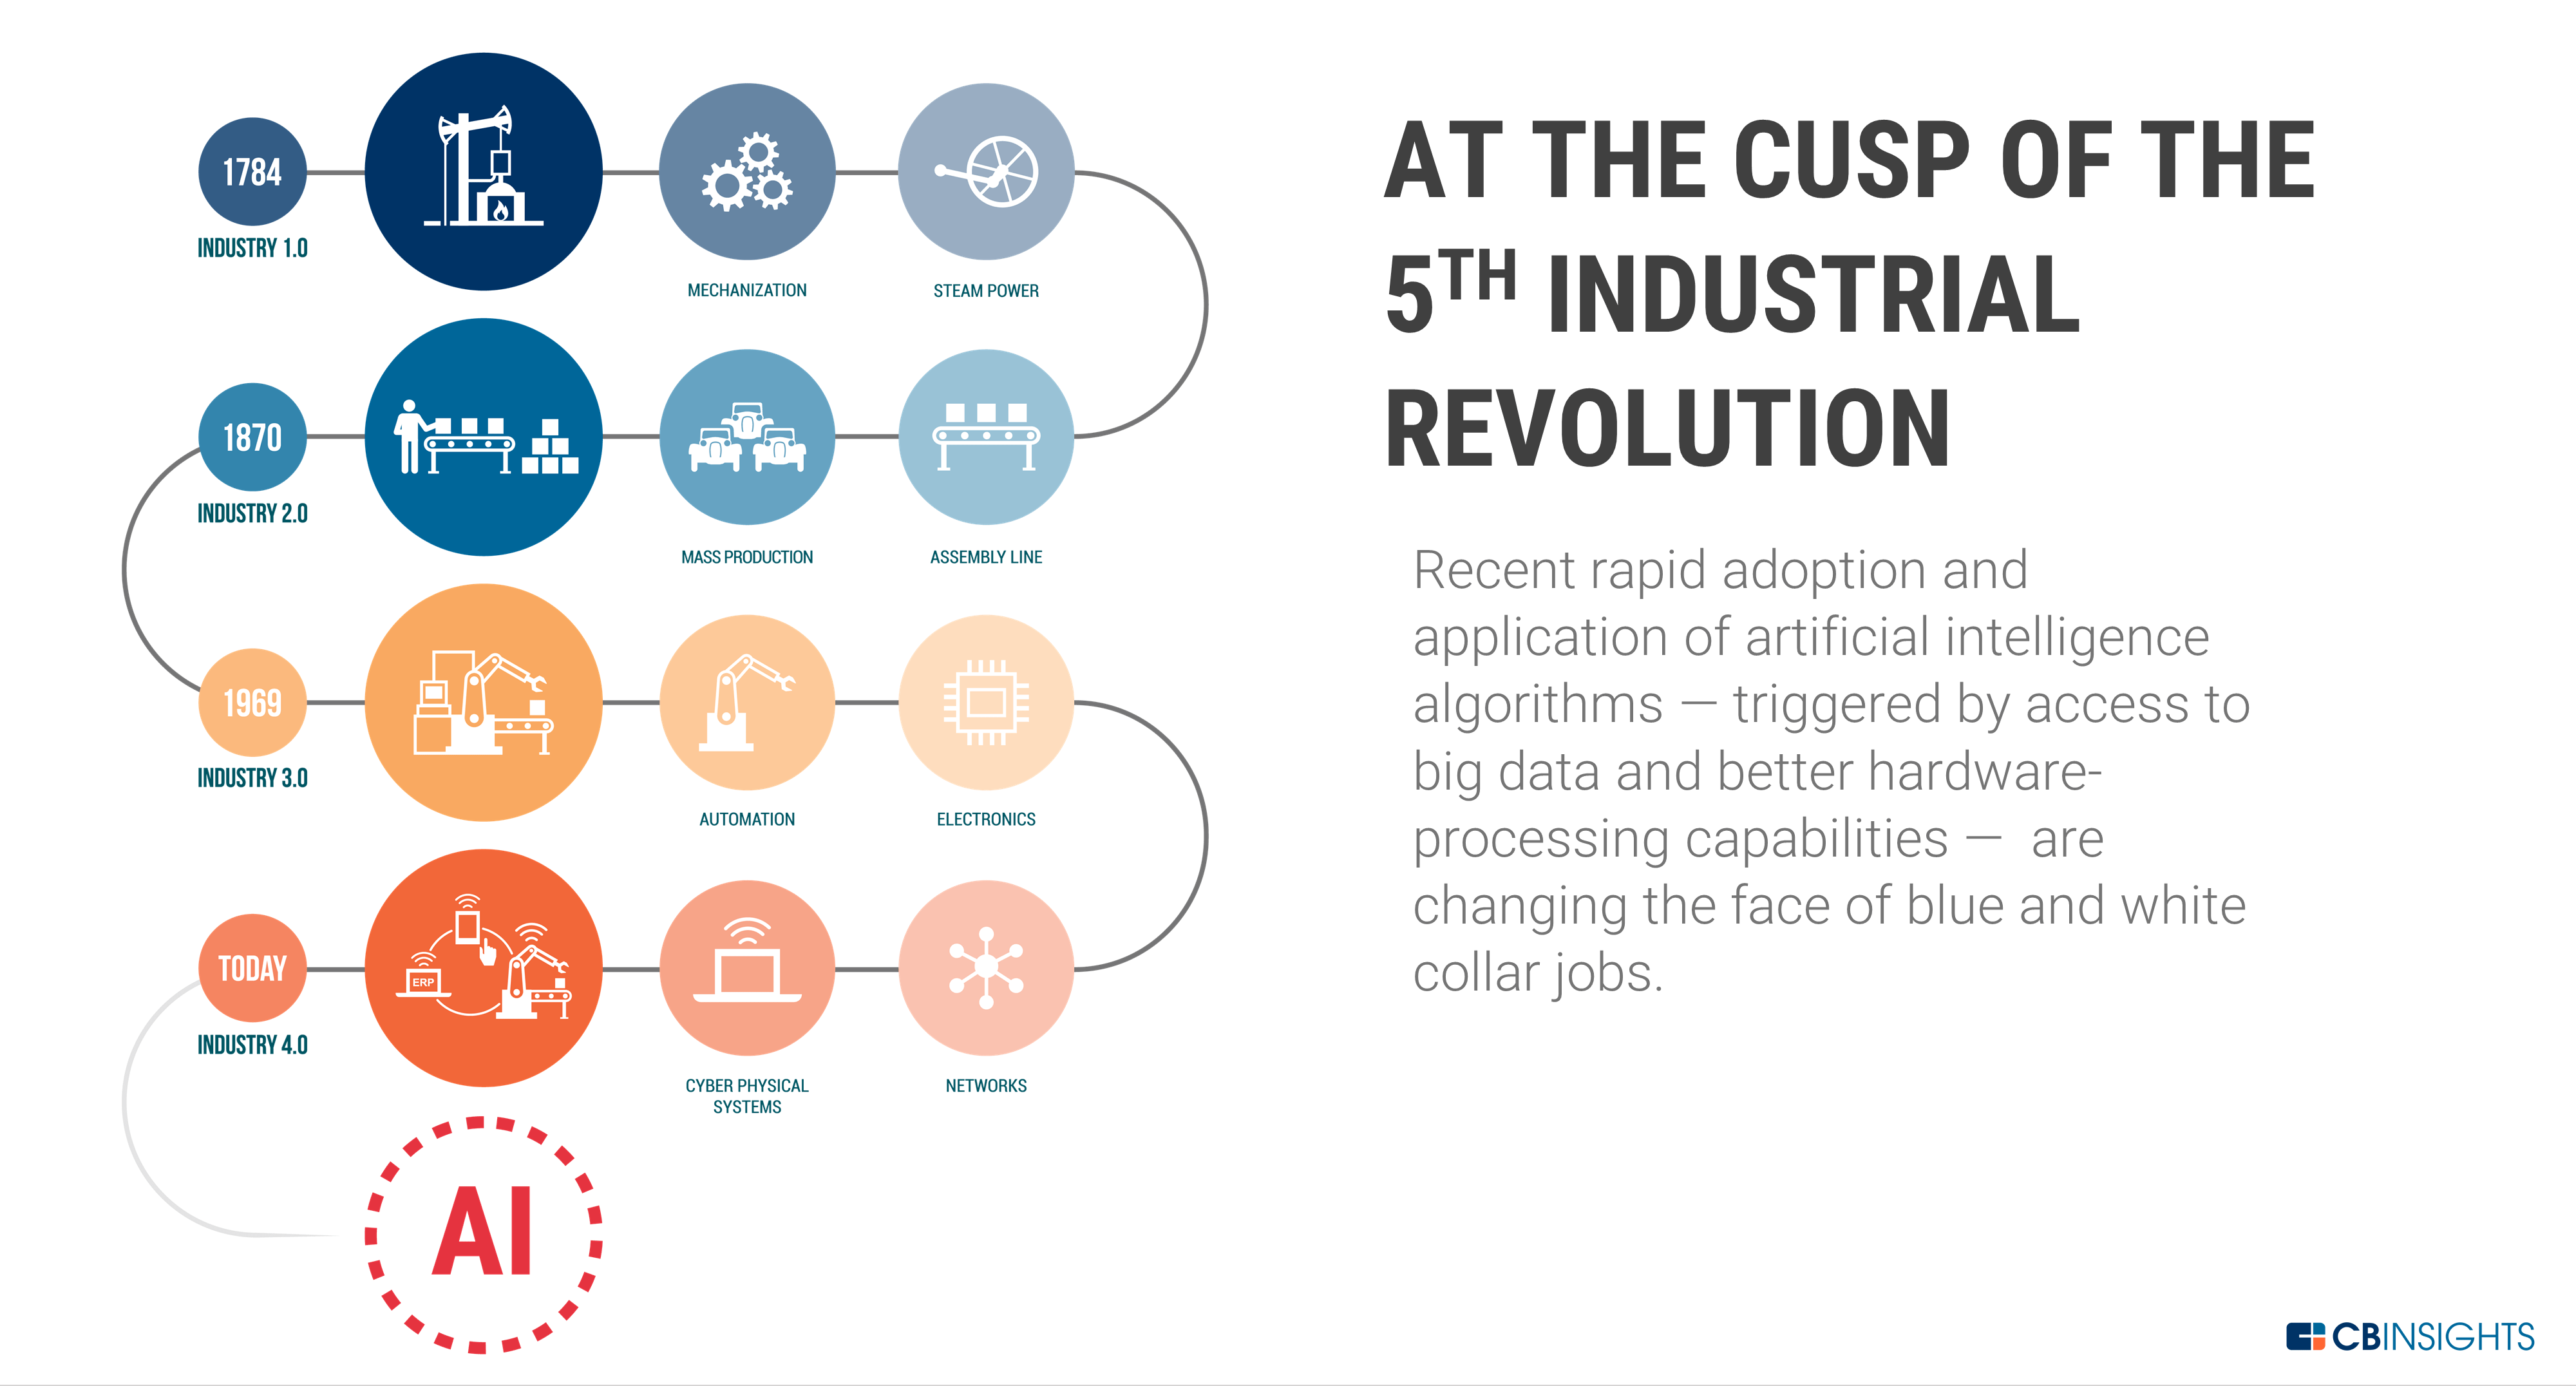 1784
INDUSTRY 1.0
MECHANIZATION
STEAM POWER
1870
INDUSTRY 2.0
MASS PRODUCTION
ASSEMBLY LINE
1969
INDUSTRY 3.0
AUTOMATION
ELECTRONICS
TODAY
INDUSTRY 4.0
ERP
CYBER PHYSICAL
SYSTEMS
NETWORKS
AI
AT THE CUSP OF THE
5TH INDUSTRIAL
REVOLUTION
Recent rapid adoption and
application of artificial intelligence
algorithms — triggered by access to
big data and better hardware-
processing capabilities —  are
changing the face of blue and white
collar jobs.
CBINSIGHTS